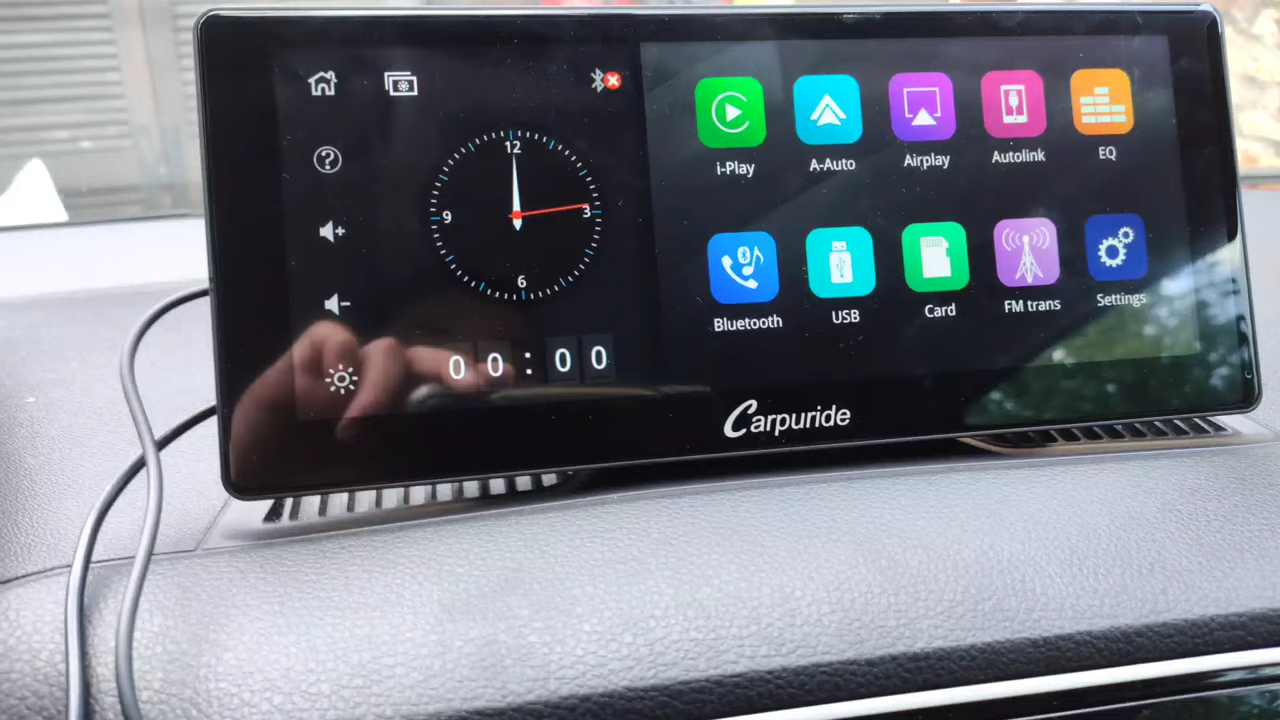 12
9
3
6
00:00
i-Play
A-Auto
Airplay
Autolink
EQ
Bluetooth
USB
Card
FM trans
Settings
Carpuride